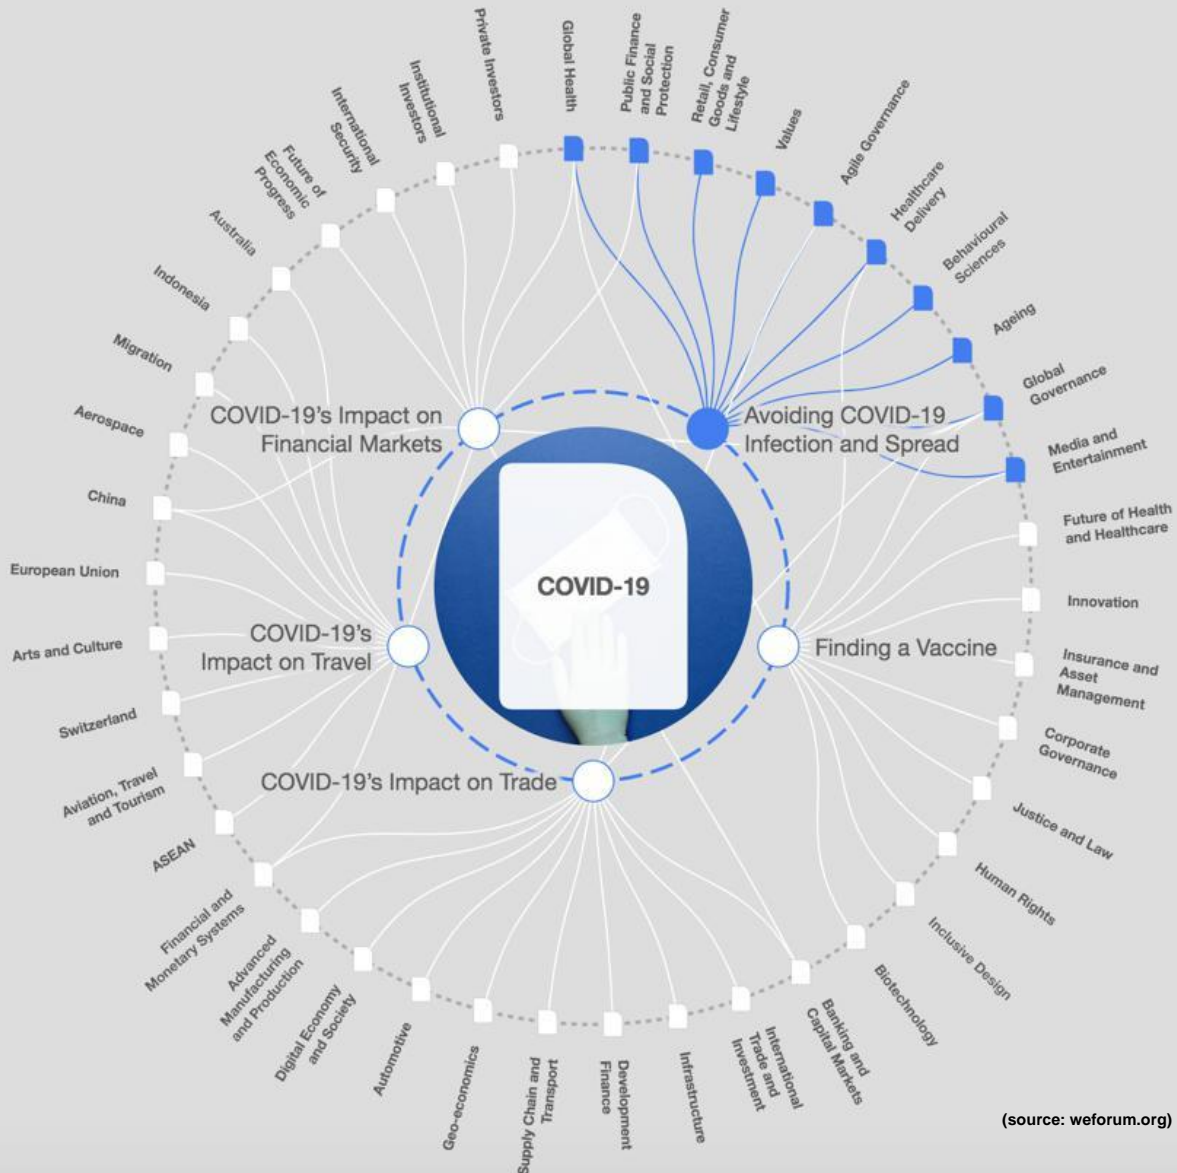 Global Health
Public Finance
and Social
Protection
Retail, Consumer
Goods and
Lifestyle
Values
Agile Governance
Healthcare
Delivery
Behavioural
Sciences
Ageing
Global
Governance
Media and
Entertainment
Future of Health
and Healthcare
Innovation
Insurance and
Asset
Management
Corporate
Governance
Justice and Law
Human Rights
Inclusive Design
Biotechnology
Banking and
Capital Markets
International
Trade and
Investment
Infrastructure
Development
Finance
Supply Chain and
Transport
Geo-economics
Automotive
Digital Economy
and Society
Advanced
Manufacturing
and Production
Financial and
Monetary Systems
ASEAN
Aviation, Travel
and Tourism
Switzerland
Arts and Culture
European Union
China
Aerospace
Migration
Indonesia
Australia
Future of
Economic
Progress
International
Security
Institutional
Investors
Private Investors
COVID-19's Impact on
Financial Markets
Avoiding COVID-19
Infection and Spread
COVID-19
COVID-19's
Impact on Travel
Finding a Vaccine
COVID-19's Impact on Trade
(source: weforum.org)